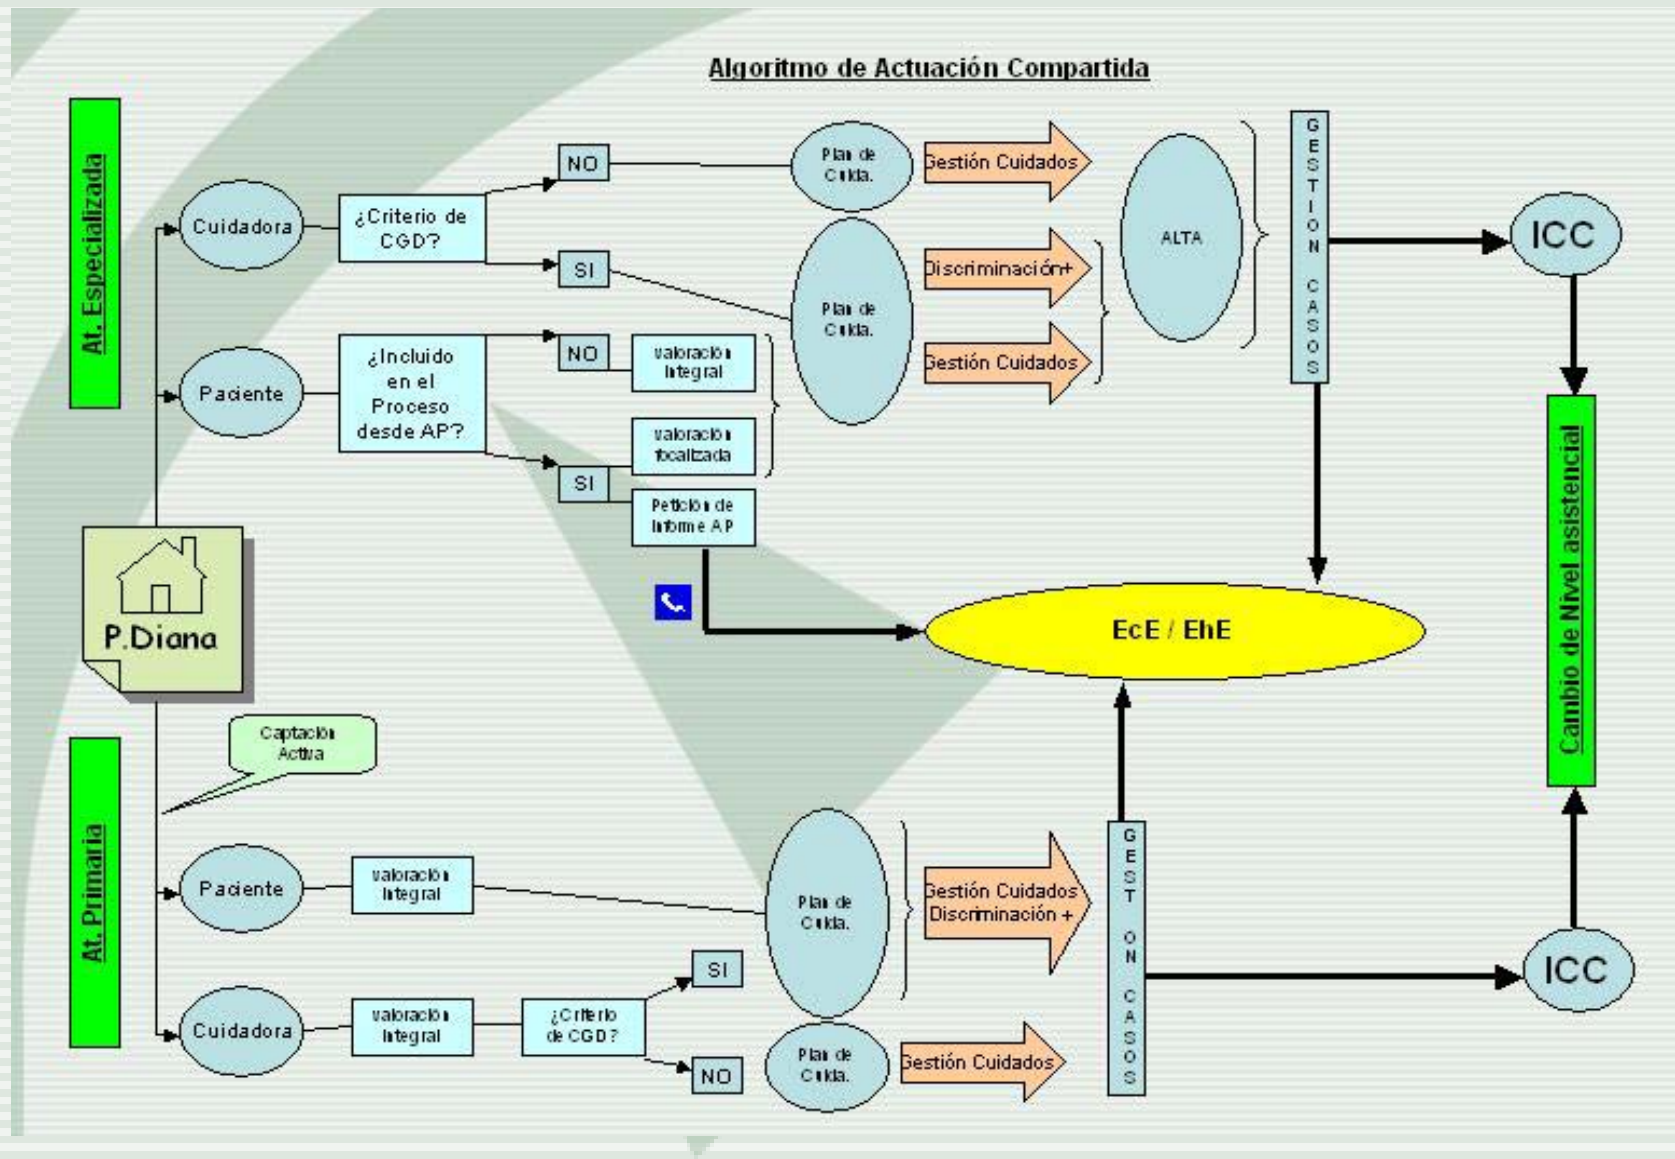 Algoritmo de Actuación Compartida
At. Especializada
Cuidadora
¿Criterio de
CGD?
NO
SI
Plan de
Cuida.
Gestión Cuidados
Plan de
Cuida.
Discriminación+
Gestión Cuidados
ALTA
GESTION CASOS
ICC
Paciente
¿Incluido
en el
Proceso
desde AP?
NO
Valoración
Integral
Valoración
focalizada
SI
Petición de
Informe AP
P.Diana
EcE / EhE
Cambio de Nivel asistencial
Captación
Activa
At. Primaria
Paciente
Valoración
Integral
Plan de
Cuida.
Gestión Cuidados
Discriminación +
GEST ON CASOS
ICC
Cuidadora
Valoración
Integral
¿Criterio
de CGD?
SI
NO
Plan de
Cuida.
Gestión Cuidados